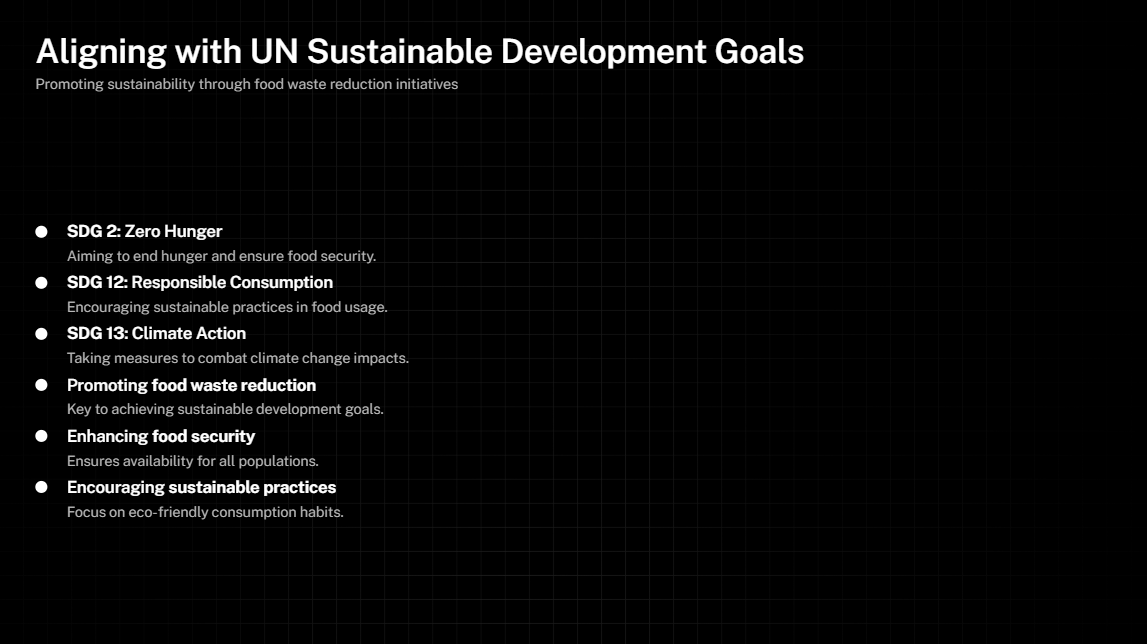 Aligning with UN Sustainable Development Goals
Promoting sustainability through food waste reduction initiatives
SDG 2: Zero Hunger
Aiming to end hunger and ensure food security.
SDG 12: Responsible Consumption
Encouraging sustainable practices in food usage.
SDG 13: Climate Action
Taking measures to combat climate change impacts.
Promoting food waste reduction
Key to achieving sustainable development goals.
Enhancing food security
Ensures availability for all populations.
Encouraging sustainable practices
Focus on eco-friendly consumption habits.